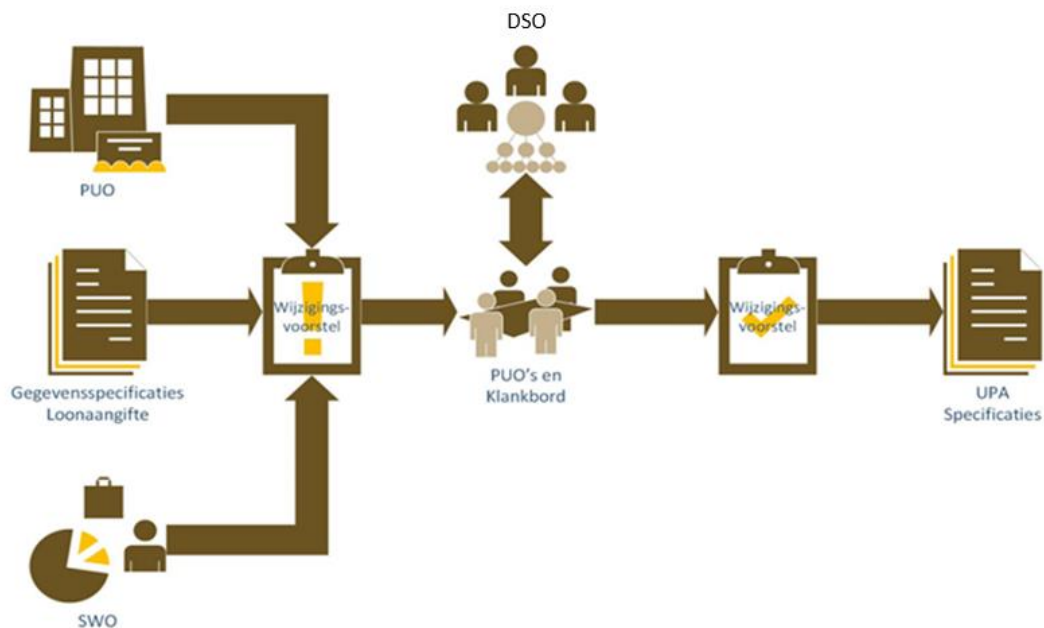 DSO
PUO
Wijzigings-
voorstel
Wijzigings-
voorstel
Gegevensspecificaties
Loonaangifte
PUO's en
Klankbord
UPA
Specificaties
SWO